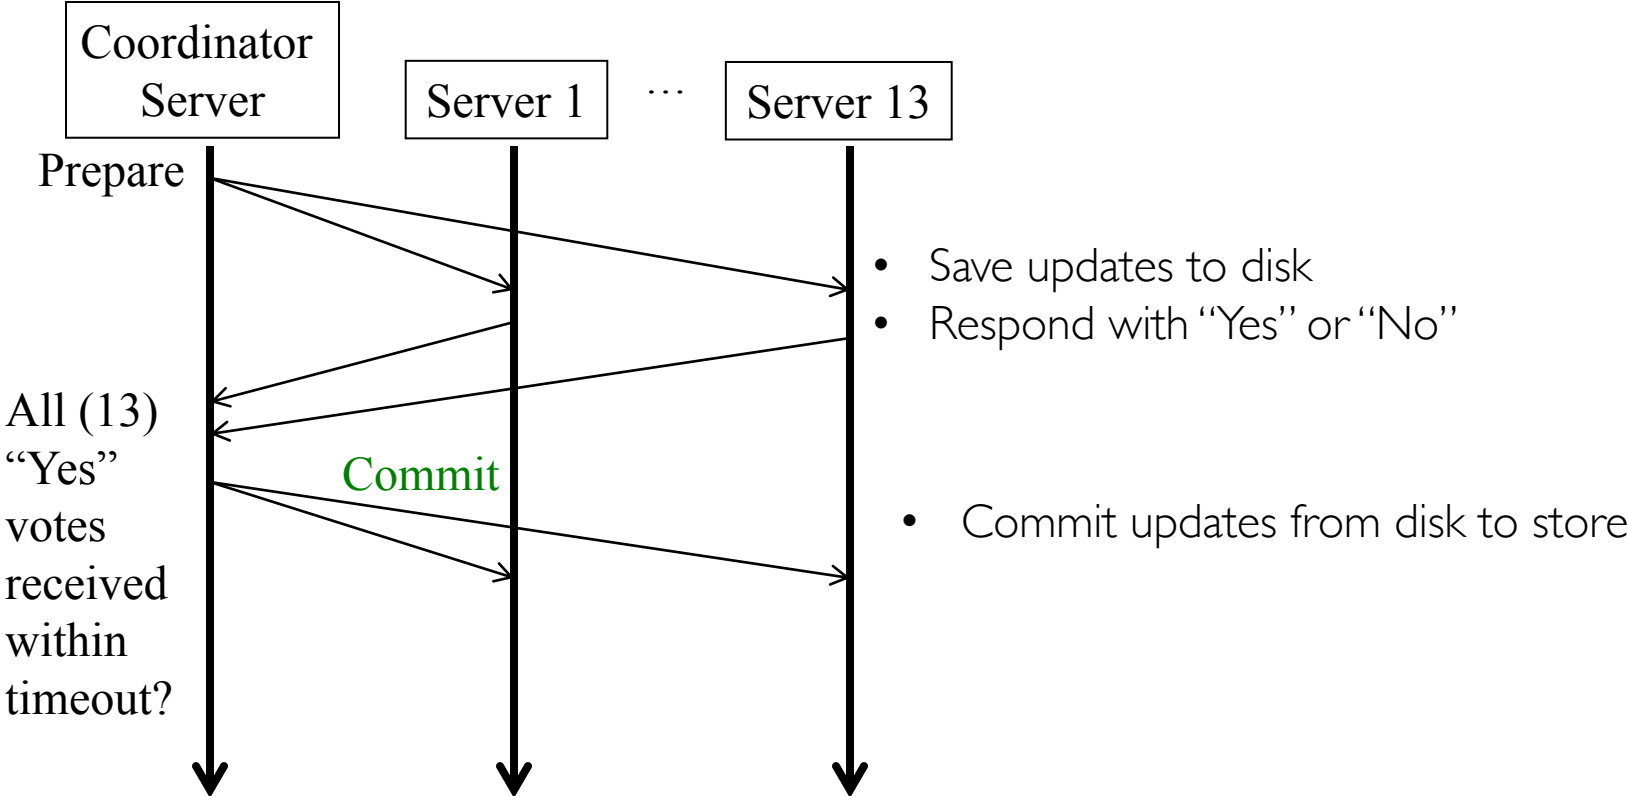 Coordinator
Server
Server 1
...
Server 13
Prepare
• Save updates to disk
• Respond with “Yes” or “No”
All (13)
“Yes”
votes
received
within
timeout?
Commit
• Commit updates from disk to store